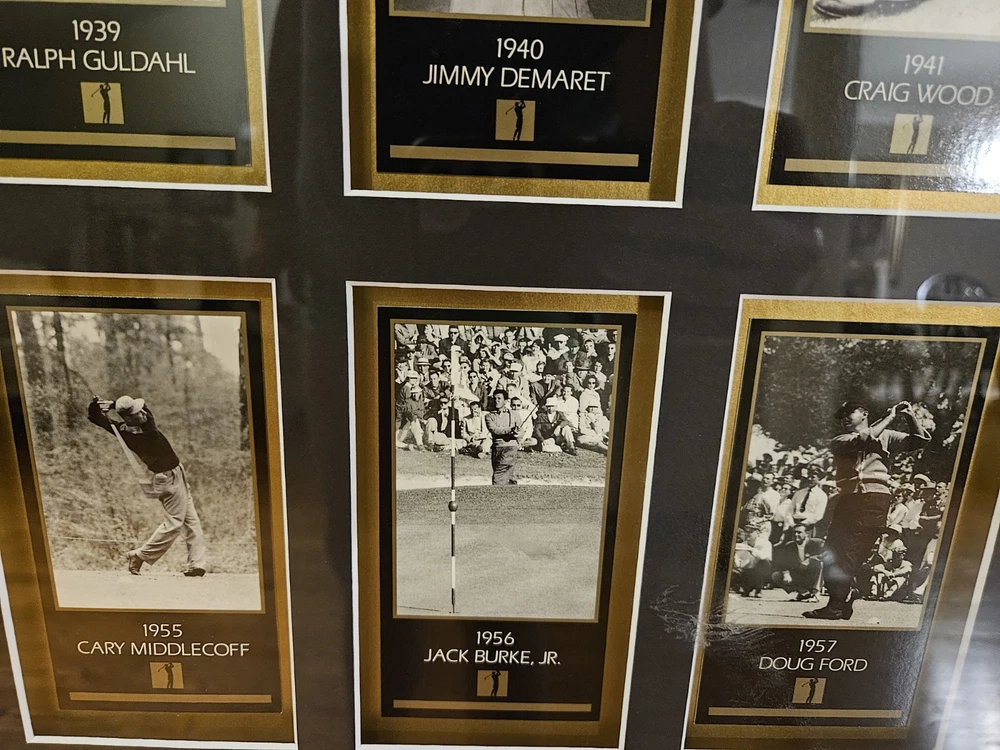 1939
RALPH GULDAHL
1940
JIMMY DEMARET
1941
CRAIG WOOD
1955
CARY MIDDLECOFF
1956
JACK BURKE, JR.
1957
DOUG FORD